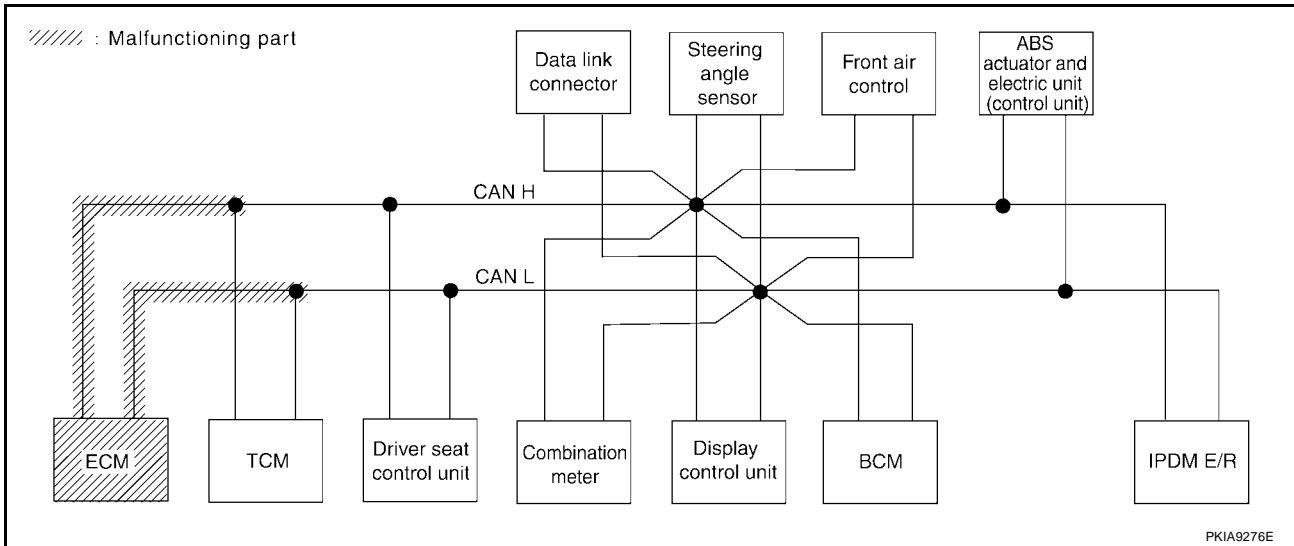 : Malfunctioning part
Data link
connector
Steering
angle
sensor
Front air
control
ABS
actuator and
electric unit
(control unit)
CAN H
CAN L
ECM
TCM
Driver seat
control unit
Combination
meter
Display
control unit
BCM
IPDM E/R
PKIA9276E